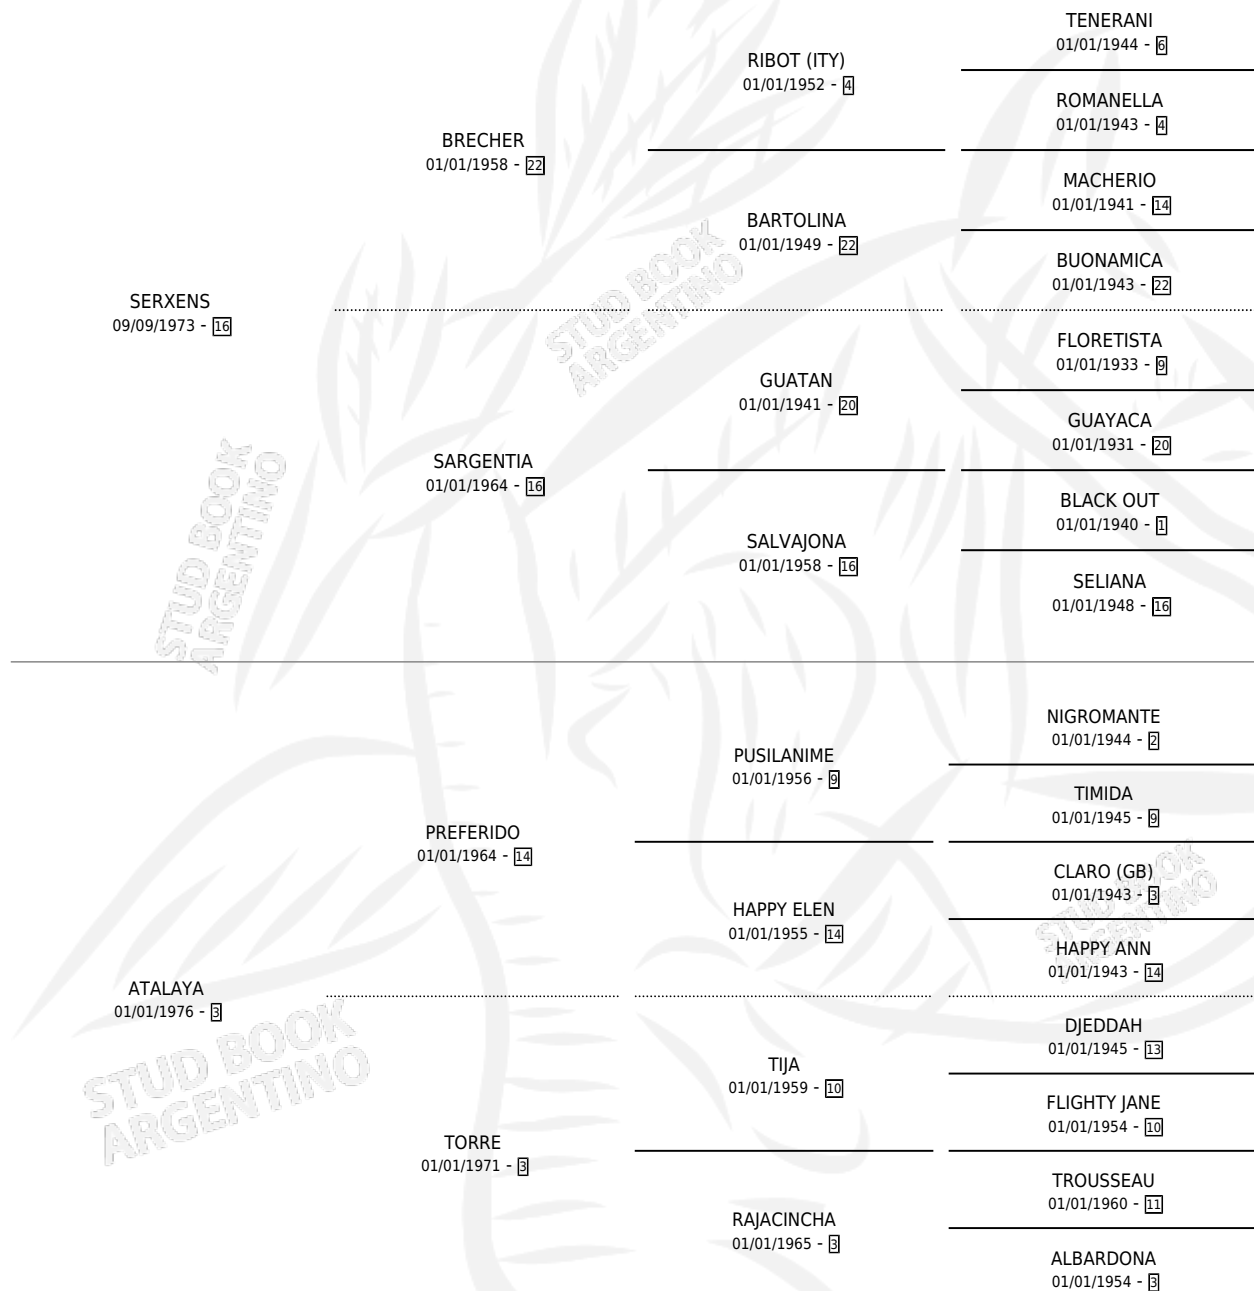 TENERANI
01/01/1944 - 6
RIBOT (ITY)
01/01/1952 - 4
ROMANELLA
01/01/1943 - 4
BRECHER
01/01/1958 - 22
MACHERIO
01/01/1941 - 14
BARTOLINA
01/01/1949 - 22
BUONAMICA
01/01/1943 - 22
SERXENS
09/09/1973 - 16
FLORETISTA
01/01/1933 - 9
GUATAN
01/01/1941 - 20
GUAYACA
01/01/1931 - 20
SARGENTIA
01/01/1964 - 16
BLACK OUT
01/01/1940 - 1
SALVAJONA
01/01/1958 - 16
SELIANA
01/01/1948 - 16
STUD BOOK
ARGENTINO
STUD BOOK
ARGENTINO
NIGROMANTE
01/01/1944 - 2
PUSILANIME
01/01/1956 - 9
TIMIDA
01/01/1945 - 9
PREFERIDO
01/01/1964 - 14
CLARO (GB)
01/01/1943 - 3
HAPPY ELEN
01/01/1955 - 14
HAPPY ANN
01/01/1943 - 14
ATALAYA
01/01/1976 - 3
DJEDDAH
01/01/1945 - 13
TIJA
01/01/1959 - 10
FLIGHTY JANE
01/01/1954 - 10
TORRE
01/01/1971 - 3
TROUSSEAU
01/01/1960 - 11
RAJACINCHA
01/01/1965 - 3
ALBARDONA
01/01/1954 - 3
STUD BOOK
ARGENTINO
STUD BOOK
ARGENTINO